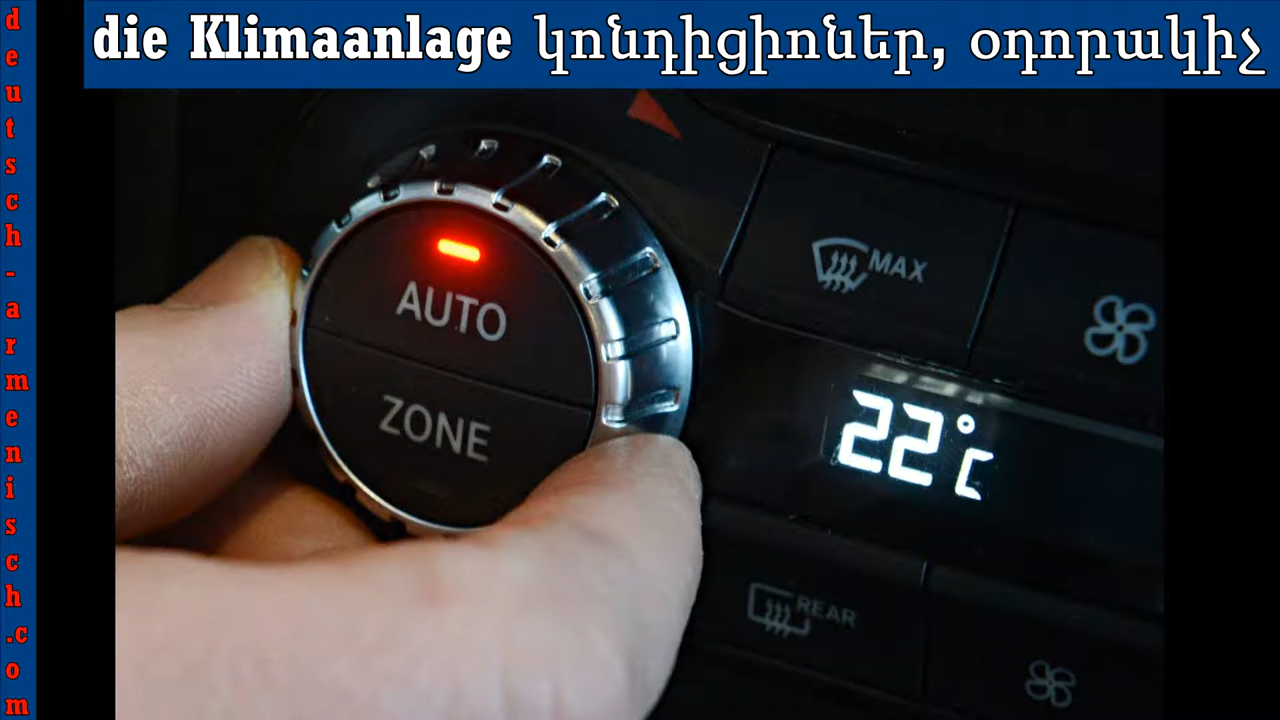 die Klimaanlage կոնդիցիոներ, օդորակիչ
deutsch-armenisch.com
AUTO
ZONE
MAX
22°C
REAR